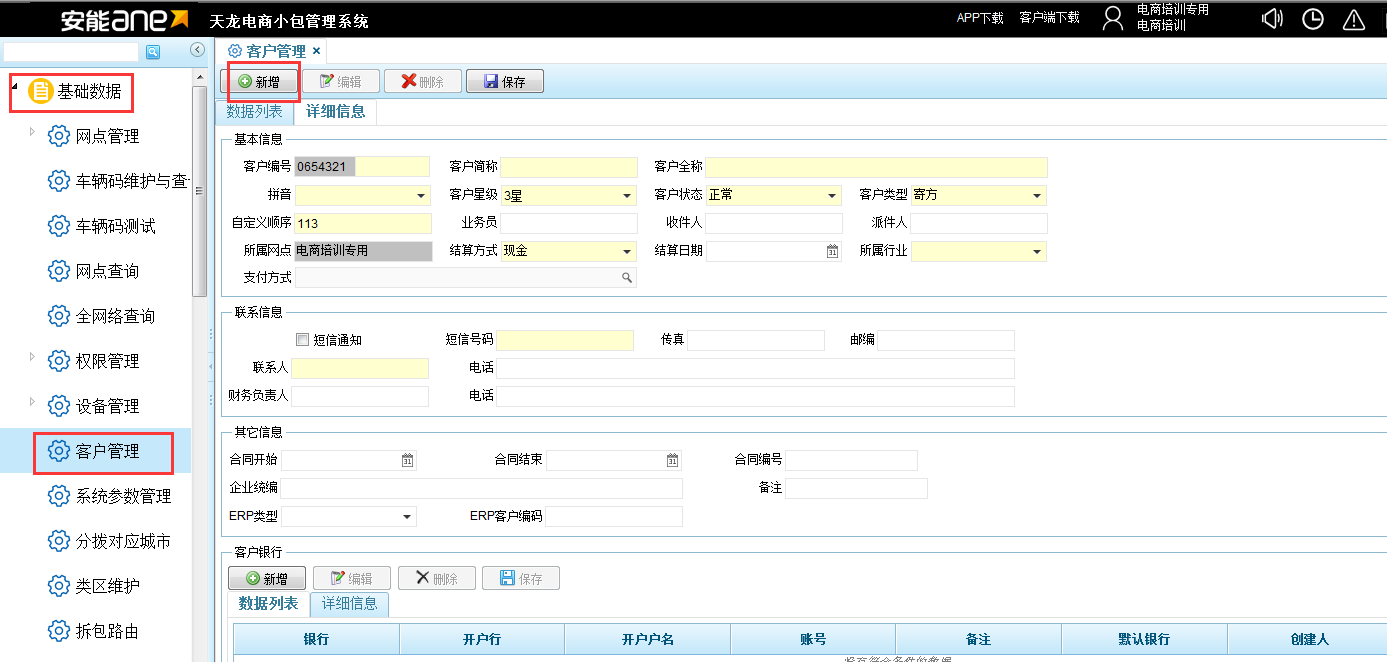 安能ane 天龙电商小包管理系统 APP下载 客户端下载 电商培训专用
电商培训
客户管理 ×
新增 编辑 删除 保存
数据列表 详细信息
基础数据
网点管理
车辆码维护与查
车辆码测试
网点查询
全网络查询
权限管理
设备管理
客户管理
系统参数管理
分拨对应城市
类区维护
拆包路由
基本信息
客户编号 0654321 客户简称 客户全称
拼音 客户星级 3星 客户状态 正常 客户类型 寄方
自定义顺序 113 业务员 收件人 派件人
所属网点 电商培训专用 结算方式 现金 结算日期 31 所属行业
支付方式
联系信息
短信通知 短信号码 传真 邮编
联系人 电话
财务负责人 电话
其它信息
合同开始 31 合同结束 31 合同编号
企业统编 备注
ERP类型 ERP客户编码
客户银行
新增 编辑 删除 保存
数据列表 详细信息
银行 开户行 开户户名 账号 备注 默认银行 创建人